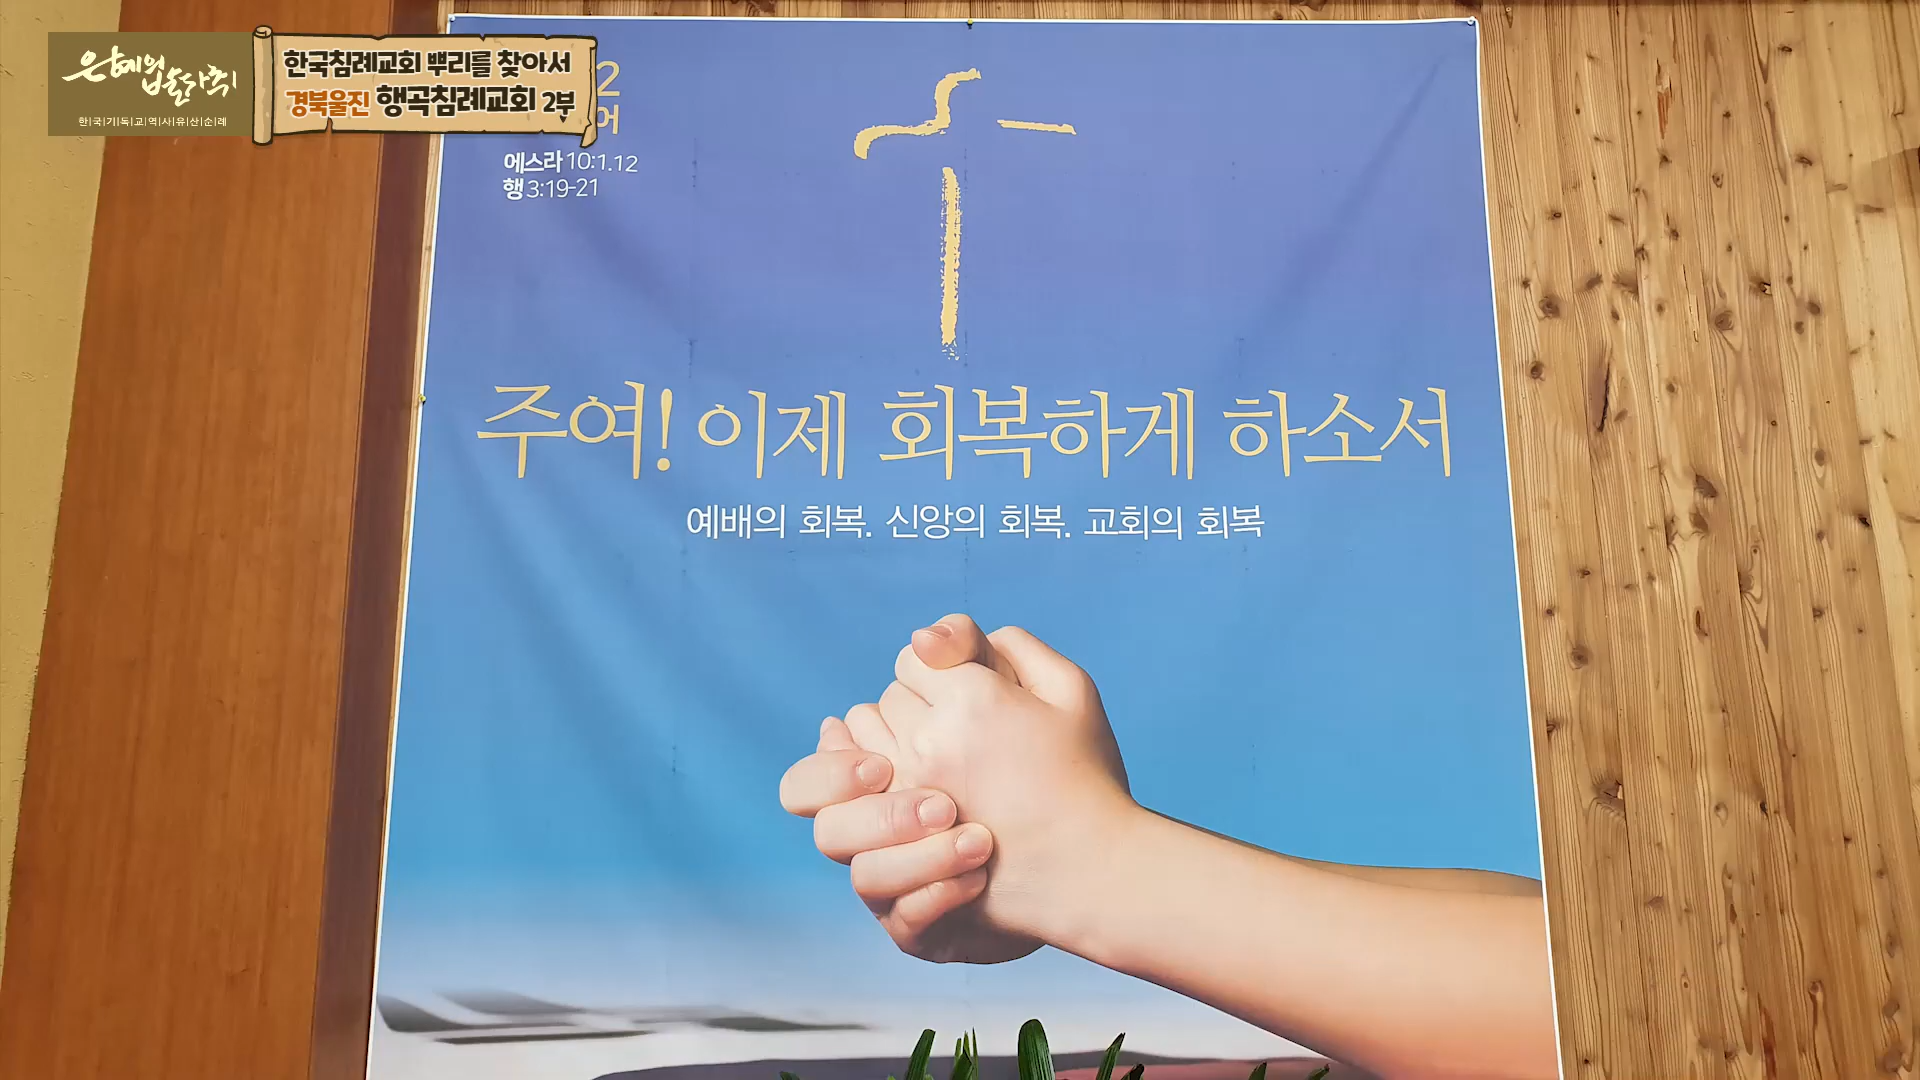 은혜의 발자취
한|국|기|독|교|역|사|유|산|순|례
한국침례교회 뿌리를 찾아서
경북울진 행곡침례교회 2부
2
어
에스라 10:1.12
행 3:19-21
주여! 이제 회복하게 하소서
예배의 회복. 신앙의 회복. 교회의 회복